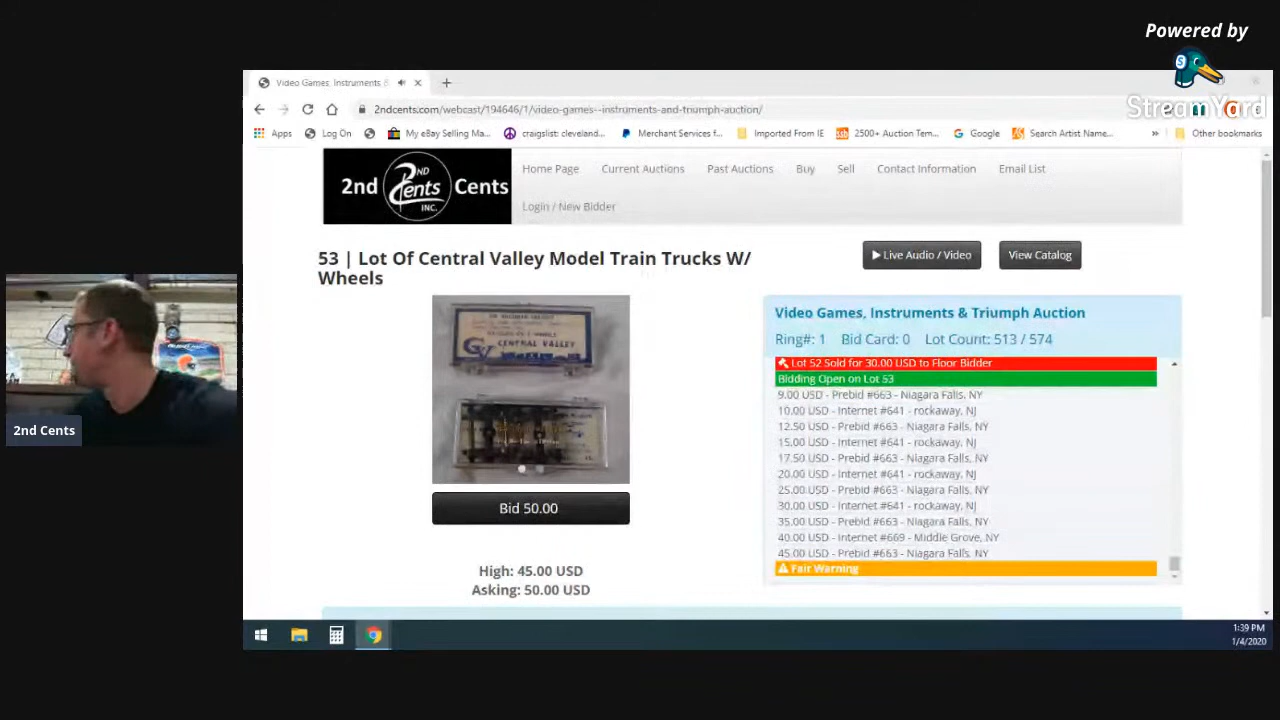 Powered by
StreamYard
Video Games, Instruments &
2ndcents.com/webcast/194646/1/video-games--instruments-and-triumph-auction/
Apps
Log On
My eBay Selling Ma...
craigslist: cleveland...
Merchant Services f...
Imported From IE
2500+ Auction Tem...
Google
Search Artist Name...
»
Other bookmarks
2nd
2ND
Cents
INC.
Cents
Home Page
Current Auctions
Past Auctions
Buy
Sell
Contact Information
Email List
Login / New Bidder
53 | Lot Of Central Valley Model Train Trucks W/
Wheels
Live Audio / Video
View Catalog
CENTRAL VALLEY
Bid 50.00
High: 45.00 USD
Asking: 50.00 USD
Video Games, Instruments & Triumph Auction
Ring#: 1 Bid Card: 0 Lot Count: 513 / 574
Lot 52 Sold for 30.00 USD to Floor Bidder
Bidding Open on Lot 53
9.00 USD - Prebid #663 - Niagara Falls, NY
10.00 USD - Internet #641 - rockaway, NJ
12.50 USD - Prebid #663 - Niagara Falls, NY
15.00 USD - Internet #641 - rockaway, NJ
17.50 USD - Prebid #663 - Niagara Falls, NY
20.00 USD - Internet #641 - rockaway, NJ
25.00 USD - Prebid #663 - Niagara Falls, NY
30.00 USD - Internet #641 - rockaway, NJ
35.00 USD - Prebid #663 - Niagara Falls, NY
40.00 USD - Internet #669 - Middle Grove, NY
45.00 USD - Prebid #663 - Niagara Falls, NY
Fair Warning
2nd Cents
1:39 PM
1/4/2020